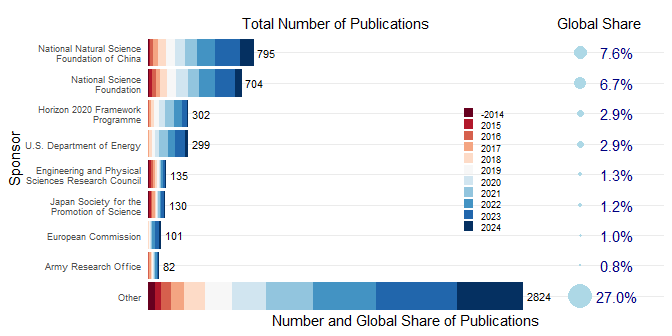 Total Number of Publications
Global Share
Sponsor
National Natural Science
Foundation of China
795
7.6%
National Science
Foundation
704
6.7%
Horizon 2020 Framework
Programme
302
2.9%
U.S. Department of Energy
299
2.9%
Engineering and Physical
Sciences Research Council
135
1.3%
Japan Society for the
Promotion of Science
130
1.2%
European Commission
101
1.0%
Army Research Office
82
0.8%
Other
2824
27.0%
-2014
2015
2016
2017
2018
2019
2020
2021
2022
2023
2024
Number and Global Share of Publications